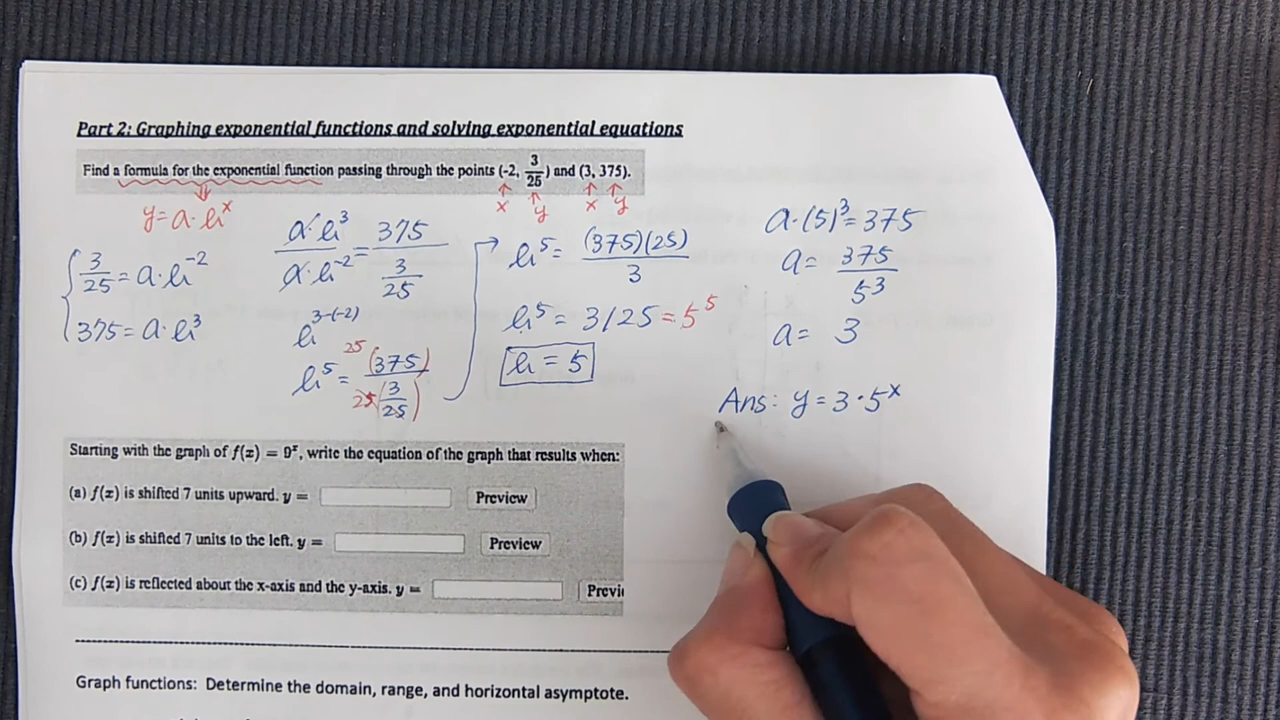 Part 2: Graphing exponential functions and solving exponential equations
Find a formula for the exponential function passing through the points (-2, 3/25) and (3, 375).
x y x y
y = a·b^x
3/25 = a·b^-2
375 = a·b^3
a·b^3 / a·b^-2 = 375 / (3/25)
b^3-(-2)
b^5 = 25 (375) / 25 (3/25)
b^5 = (375)(25) / 3
b^5 = 3125 = 5^5
b = 5
a·(5)^3 = 375
a = 375 / 5^3
a = 3
Ans: y = 3·5^x
Starting with the graph of f(x) = 9^x, write the equation of the graph that results when:
(a) f(x) is shifted 7 units upward. y = Preview
(b) f(x) is shifted 7 units to the left. y = Preview
(c) f(x) is reflected about the x-axis and the y-axis. y = Previ
Graph functions: Determine the domain, range, and horizontal asymptote.